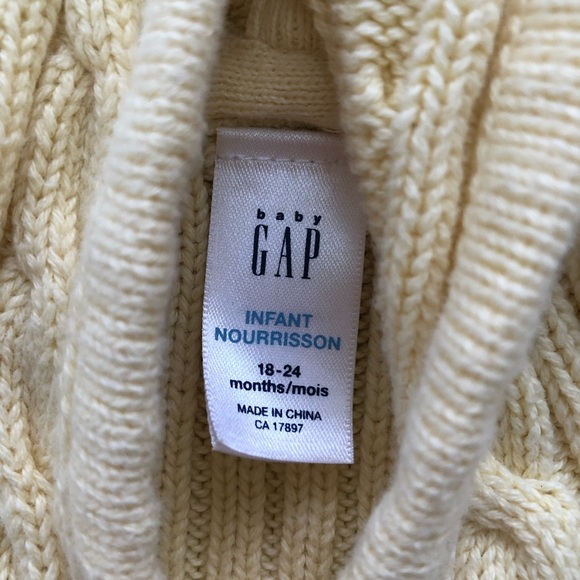 baby
GAP
INFANT
NOURRISSON
18-24
months/mois
MADE IN CHINA
CA 17897